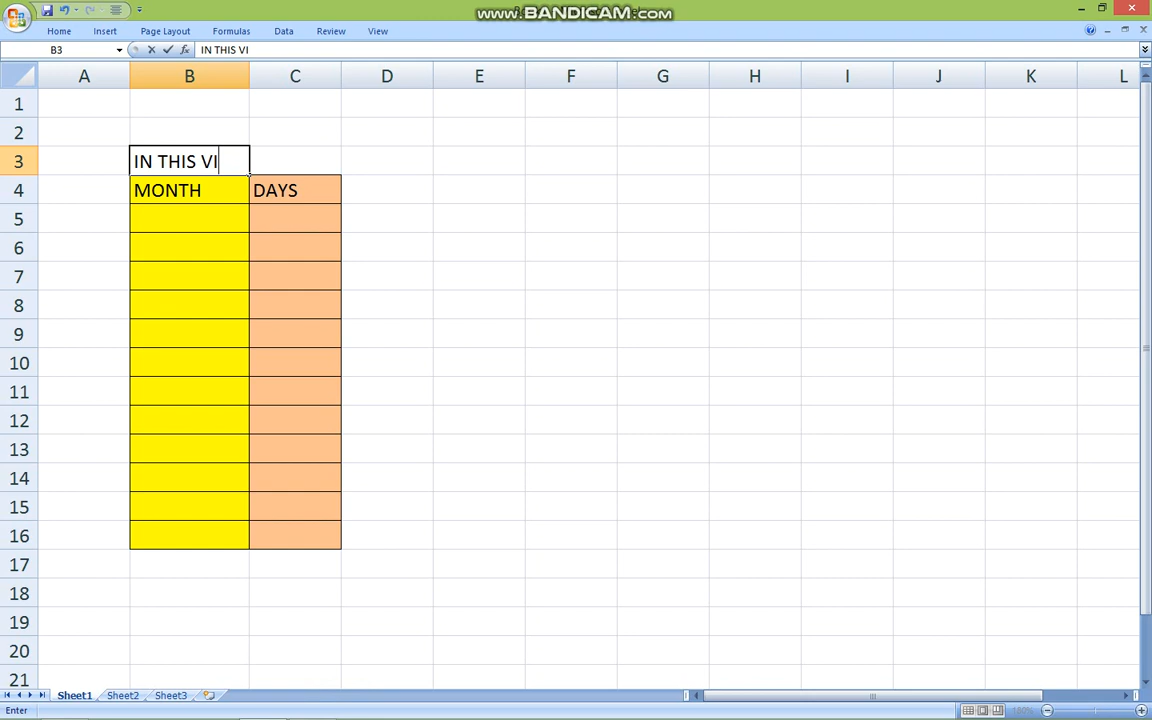 www.BANDICAM.com
Home Insert Page Layout Formulas Data Review View
B3 fx IN THIS VI
A B C D E F G H I J K L
1
2
3 IN THIS VI
4 MONTH DAYS
5
6
7
8
9
10
11
12
13
14
15
16
17
18
19
20
21
Sheet1 Sheet2 Sheet3
Enter 180%